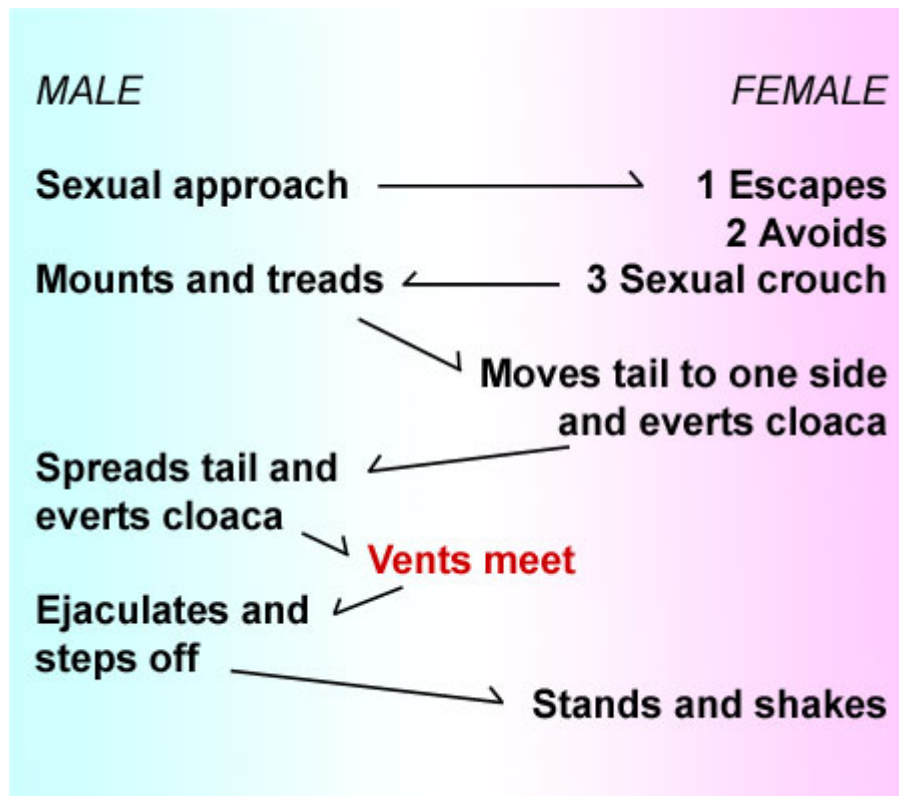 MALE FEMALE
Sexual approach 1 Escapes
2 Avoids
Mounts and treads 3 Sexual crouch
Moves tail to one side
and everts cloaca
Spreads tail and
everts cloaca
Vents meet
Ejaculates and
steps off
Stands and shakes